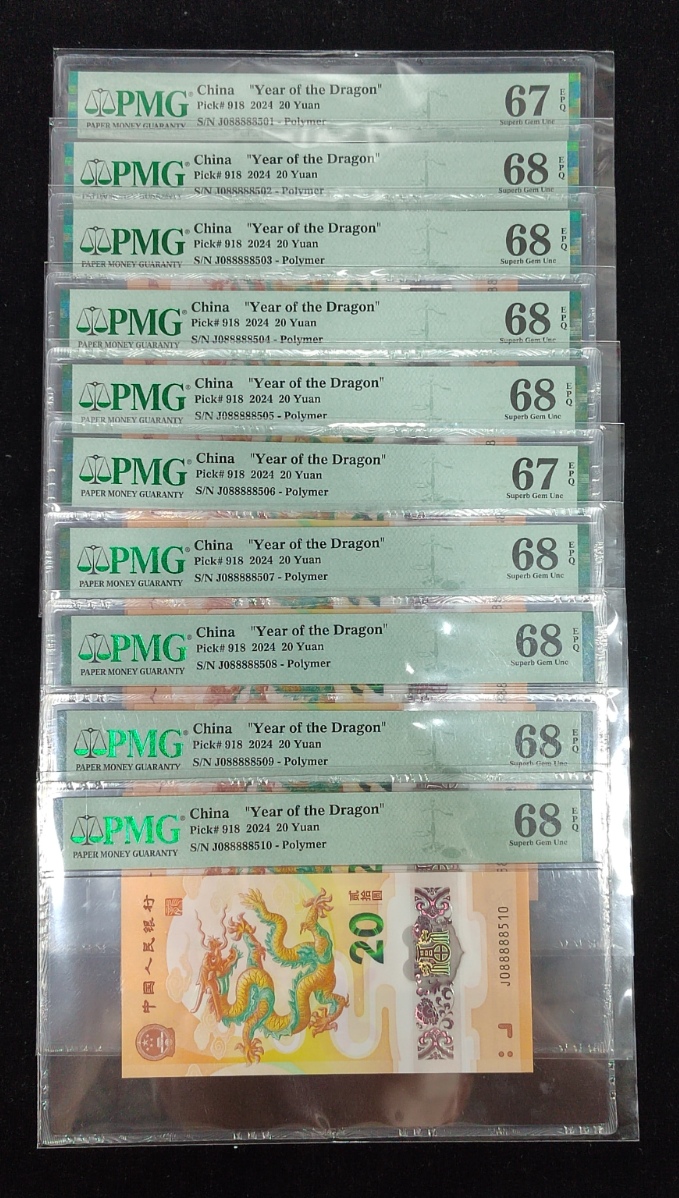 PMG
PAPER MONEY GUARANTY
China "Year of the Dragon"
Pick# 918 2024 20 Yuan
S/N J088888501 - Polymer
67 EPQ
Superb Gem Unc
PMG
China "Year of the Dragon"
Pick# 918 2024 20 Yuan
S/N J088888502 - Polymer
68 EPQ
Superb Gem Unc
PMG
PAPER MONEY GUARANTY
China "Year of the Dragon"
Pick# 918 2024 20 Yuan
S/N J088888503 - Polymer
68 EPQ
Superb Gem Unc
PMG
PAPER MONEY GUARANTY
China "Year of the Dragon"
Pick# 918 2024 20 Yuan
S/N J088888504 - Polymer
68 EPQ
Superb Gem Unc
PMG
PAPER MONEY GUARANTY
China "Year of the Dragon"
Pick# 918 2024 20 Yuan
S/N J088888505 - Polymer
68 EPQ
Superb Gem Unc
PMG
PAPER MONEY GUARANTY
China "Year of the Dragon"
Pick# 918 2024 20 Yuan
S/N J088888506 - Polymer
67 EPQ
Superb Gem Unc
PMG
PAPER MONEY GUARANTY
China "Year of the Dragon"
Pick# 918 2024 20 Yuan
S/N J088888507 - Polymer
68 EPQ
Superb Gem Unc
PMG
PAPER MONEY GUARANTY
China "Year of the Dragon"
Pick# 918 2024 20 Yuan
S/N J088888508 - Polymer
68 EPQ
Superb Gem Unc
PMG
PAPER MONEY GUARANTY
China "Year of the Dragon"
Pick# 918 2024 20 Yuan
S/N J088888509 - Polymer
68 EPQ
Superb Gem Unc
PMG
PAPER MONEY GUARANTY
China "Year of the Dragon"
Pick# 918 2024 20 Yuan
S/N J088888510 - Polymer
68 EPQ
Superb Gem Unc
中国人民银行
贰拾圆
20
J088888510